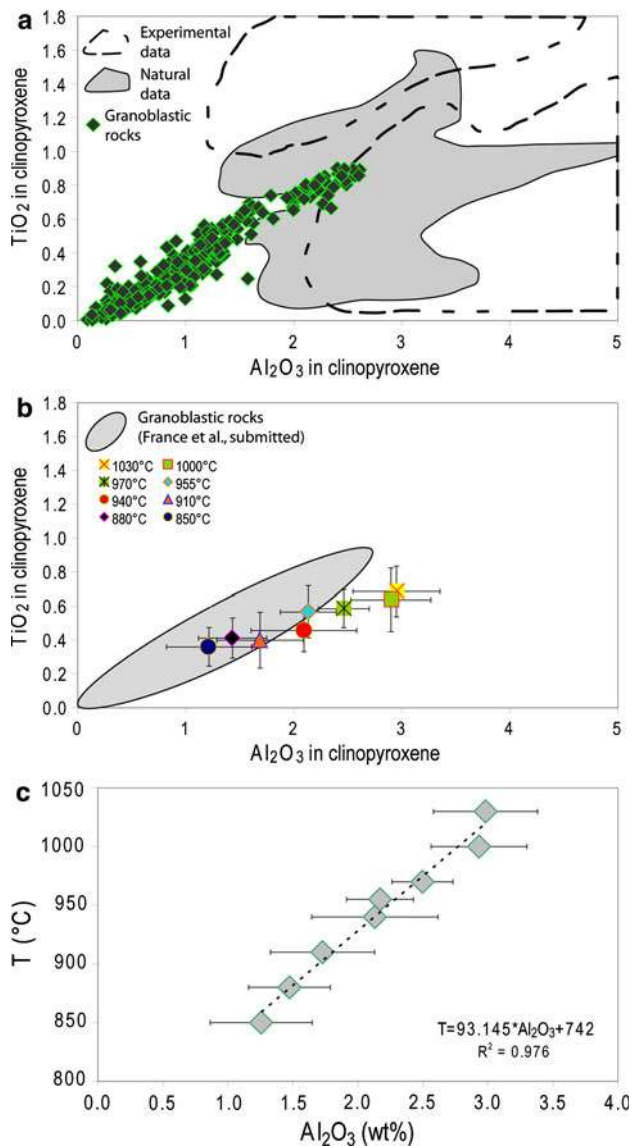 a
1.8
1.6
1.4
1.2
1.0
0.8
0.6
0.4
0.2
0.0
TiO2 in clinopyroxene
Experimental
data
Natural
data
Granoblastic
rocks
0 1 2 3 4 5
Al2O3 in clinopyroxene
b
1.8
1.6
1.4
1.2
1.0
0.8
0.6
0.4
0.2
0.0
TiO2 in clinopyroxene
Granoblastic rocks
(France et al., submitted)
1030°C 1000°C
970°C 955°C
940°C 910°C
880°C 850°C
0 1 2 3 4 5
Al2O3 in clinopyroxene
c
1050
1000
950
900
850
800
T (°C)
T=93.145*Al2O3+742
R² = 0.976
0.0 0.5 1.0 1.5 2.0 2.5 3.0 3.5 4.0
Al2O3 (wt%)